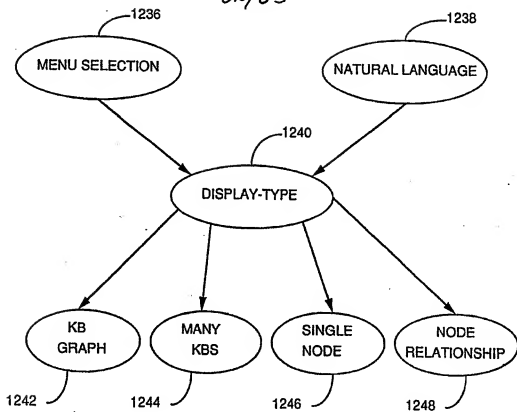 1236
1238
MENU SELECTION
NATURAL LANGUAGE
1240
DISPLAY-TYPE
KB
GRAPH
MANY
KBS
SINGLE
NODE
NODE
RELATIONSHIP
1242
1244
1246
1248